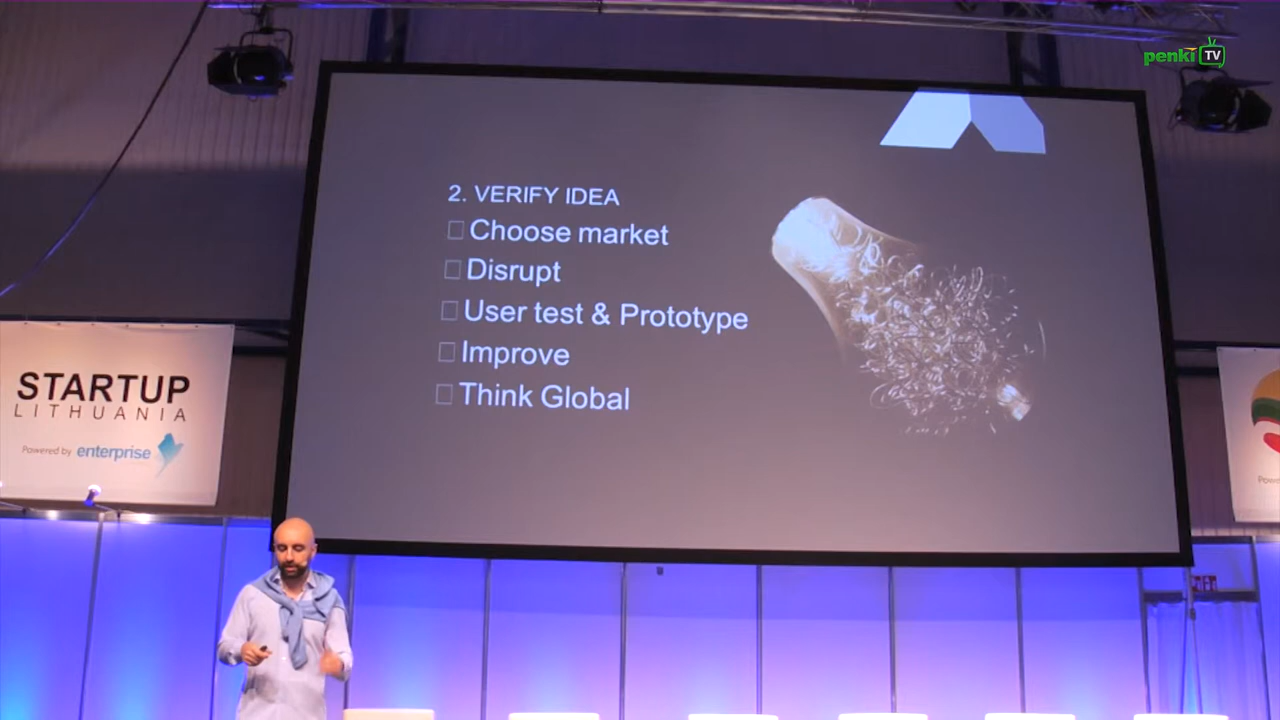 penki TV
2. VERIFY IDEA
Choose market
Disrupt
User test & Prototype
Improve
Think Global
STARTUP
LITHUANIA
Powered by enterprise